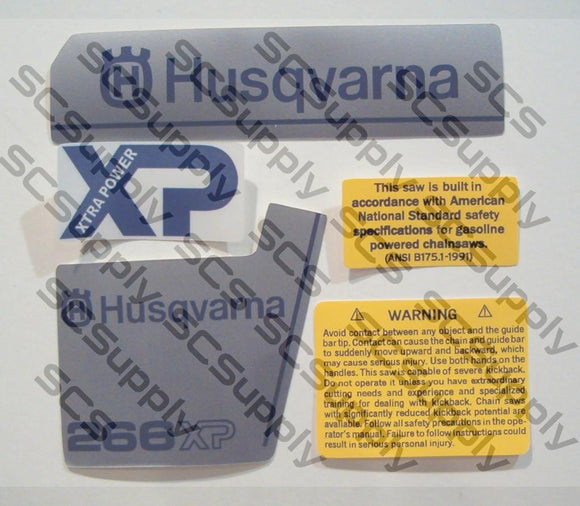 Husqvarna
XP
XTRA POWER
This saw is built in
accordance with American
National Standard safety
specifications for gasoline
powered chainsaws.
(ANSI B175.1-1991)
Husqvarna
266XP
WARNING
Avoid contact between any object and the guide
bar tip. Contact can cause the chain and guide bar
to suddenly move upward and backward, which
may cause serious injury. Use both hands on the
handles. This saw is capable of severe kickback.
Do not operate it unless you have extraordinary
cutting needs and experience and specialized
training for dealing with kickback. Chain saws
with significantly reduced kickback potential are
available. Follow all safety precautions in the ope-
rator's manual. Failure to follow instructions could
result in serious personal injury.
SCSupply